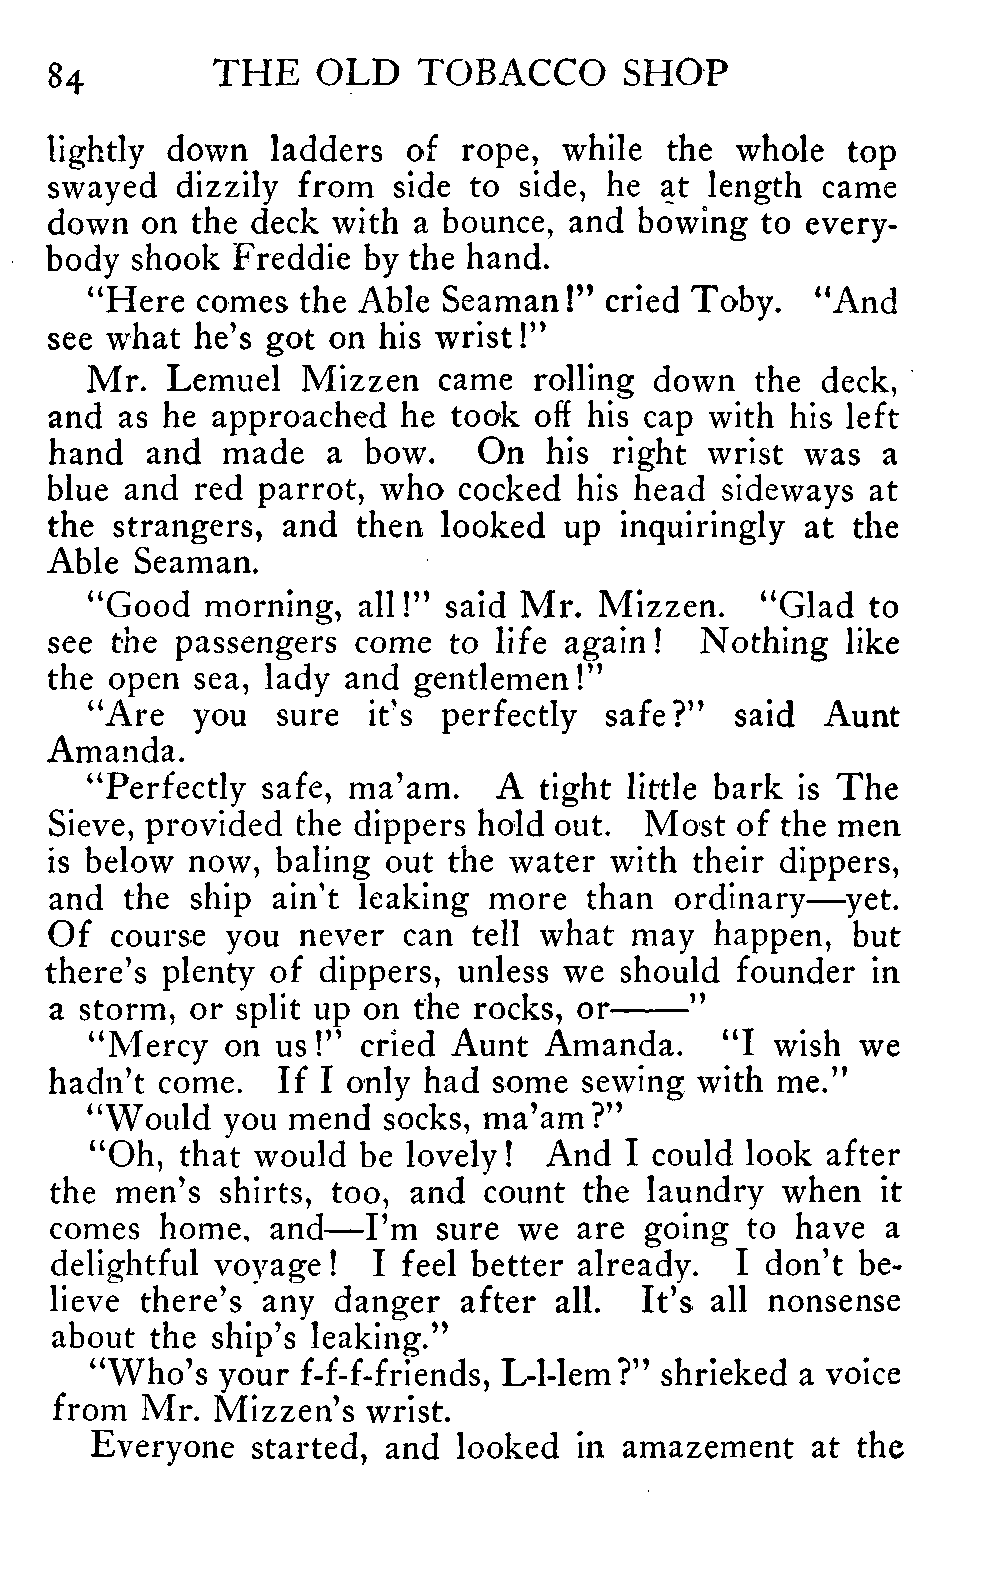 84 THE OLD TOBACCO SHOP
lightly down ladders of rope, while the whole top
swayed dizzily from side to side, he at length came
down on the deck with a bounce, and bowing to every-
body shook Freddie by the hand.
"Here comes the Able Seaman!" cried Toby. "And
see what he's got on his wrist!"
Mr. Lemuel Mizzen came rolling down the deck,
and as he approached he took off his cap with his left
hand and made a bow. On his right wrist was a
blue and red parrot, who cocked his head sideways at
the strangers, and then looked up inquiringly at the
Able Seaman.
"Good morning, all!" said Mr. Mizzen. "Glad to
see the passengers come to life again! Nothing like
the open sea, lady and gentlemen!"
"Are you sure it's perfectly safe?" said Aunt
Amanda.
"Perfectly safe, ma'am. A tight little bark is The
Sieve, provided the dippers hold out. Most of the men
is below now, baling out the water with their dippers,
and the ship ain't leaking more than ordinary—yet.
Of course you never can tell what may happen, but
there's plenty of dippers, unless we should founder in
a storm, or split up on the rocks, or——"
"Mercy on us!" cried Aunt Amanda. "I wish we
hadn't come. If I only had some sewing with me."
"Would you mend socks, ma'am?"
"Oh, that would be lovely! And I could look after
the men's shirts, too, and count the laundry when it
comes home, and—I'm sure we are going to have a
delightful voyage! I feel better already. I don't be-
lieve there's any danger after all. It's all nonsense
about the ship's leaking."
"Who's your f-f-f-friends, L-l-lem?" shrieked a voice
from Mr. Mizzen's wrist.
Everyone started, and looked in amazement at the